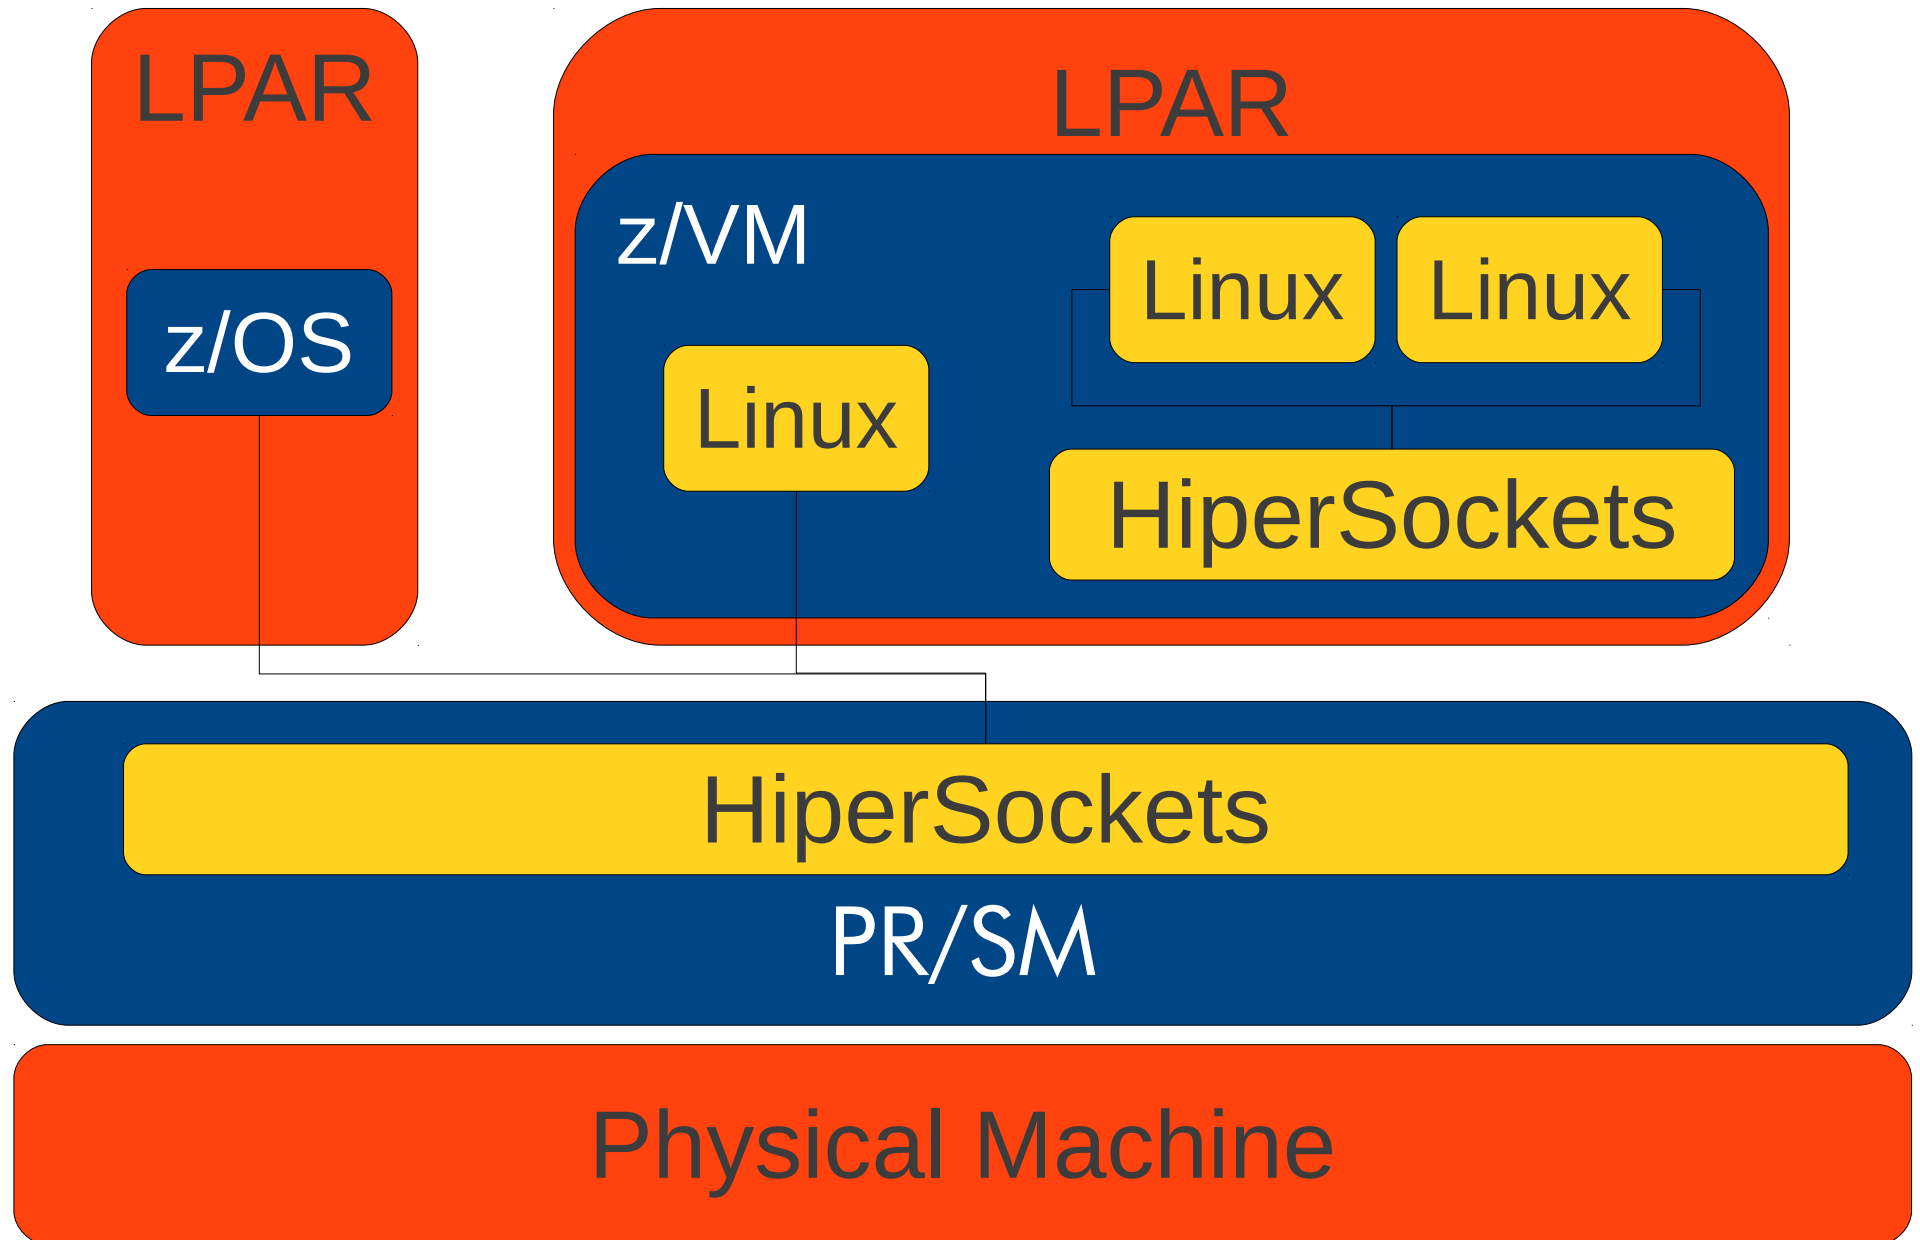 LPAR
z/OS
LPAR
z/VM
Linux
Linux
Linux
HiperSockets
HiperSockets
PR/SM
Physical Machine